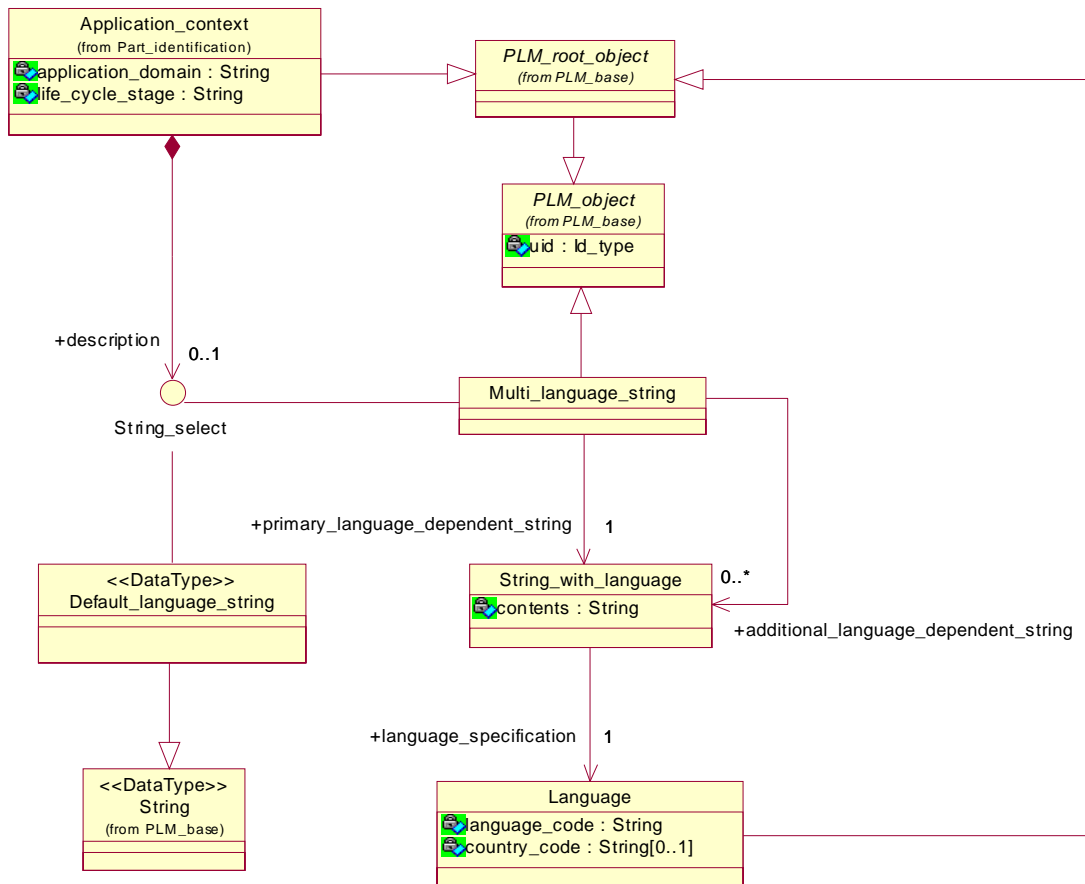 Application_context
(from Part_identification)
application_domain : String
life_cycle_stage : String
PLM_root_object
(from PLM_base)
PLM_object
(from PLM_base)
uid : Id_type
+description
0..1
String_select
Multi_language_string
+primary_language_dependent_string
1
0..*
+additional_language_dependent_string
<<DataType>>
Default_language_string
String_with_language
contents : String
+language_specification
1
<<DataType>>
String
(from PLM_base)
Language
language_code : String
country_code : String[0..1]